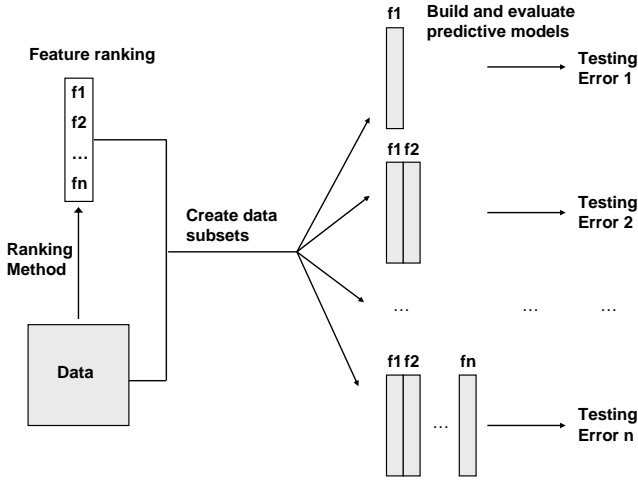 Feature ranking
f1
f2
…
fn
Ranking
Method
Data
Create data
subsets
Build and evaluate
predictive models
f1
Testing
Error 1
f1 f2
Testing
Error 2
… … …
f1 f2 fn
…
Testing
Error n